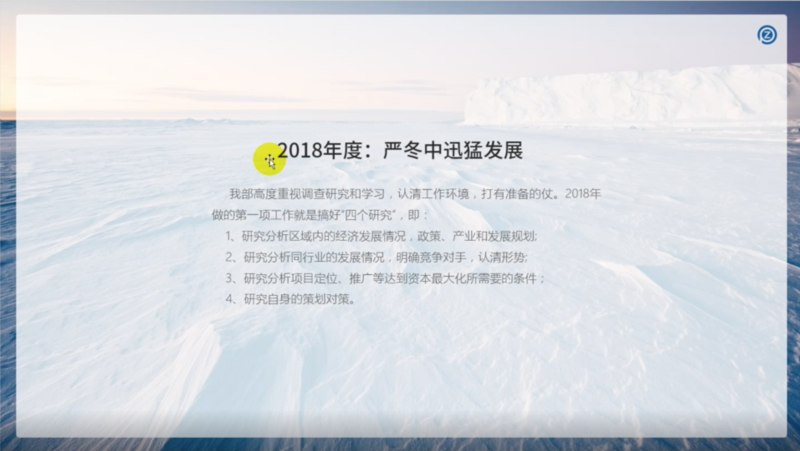 Z
2018年度：严冬中迅猛发展
我部高度重视调查研究和学习，认清工作环境，打有准备的仗。2018年
做的第一项工作就是搞好“四个研究”，即：
1、研究分析区域内的经济发展情况，政策、产业和发展规划;
2、研究分析同行业的发展情况，明确竞争对手，认清形势;
3、研究分析项目定位、推广等达到资本最大化所需要的条件；
4、研究自身的策划对策。